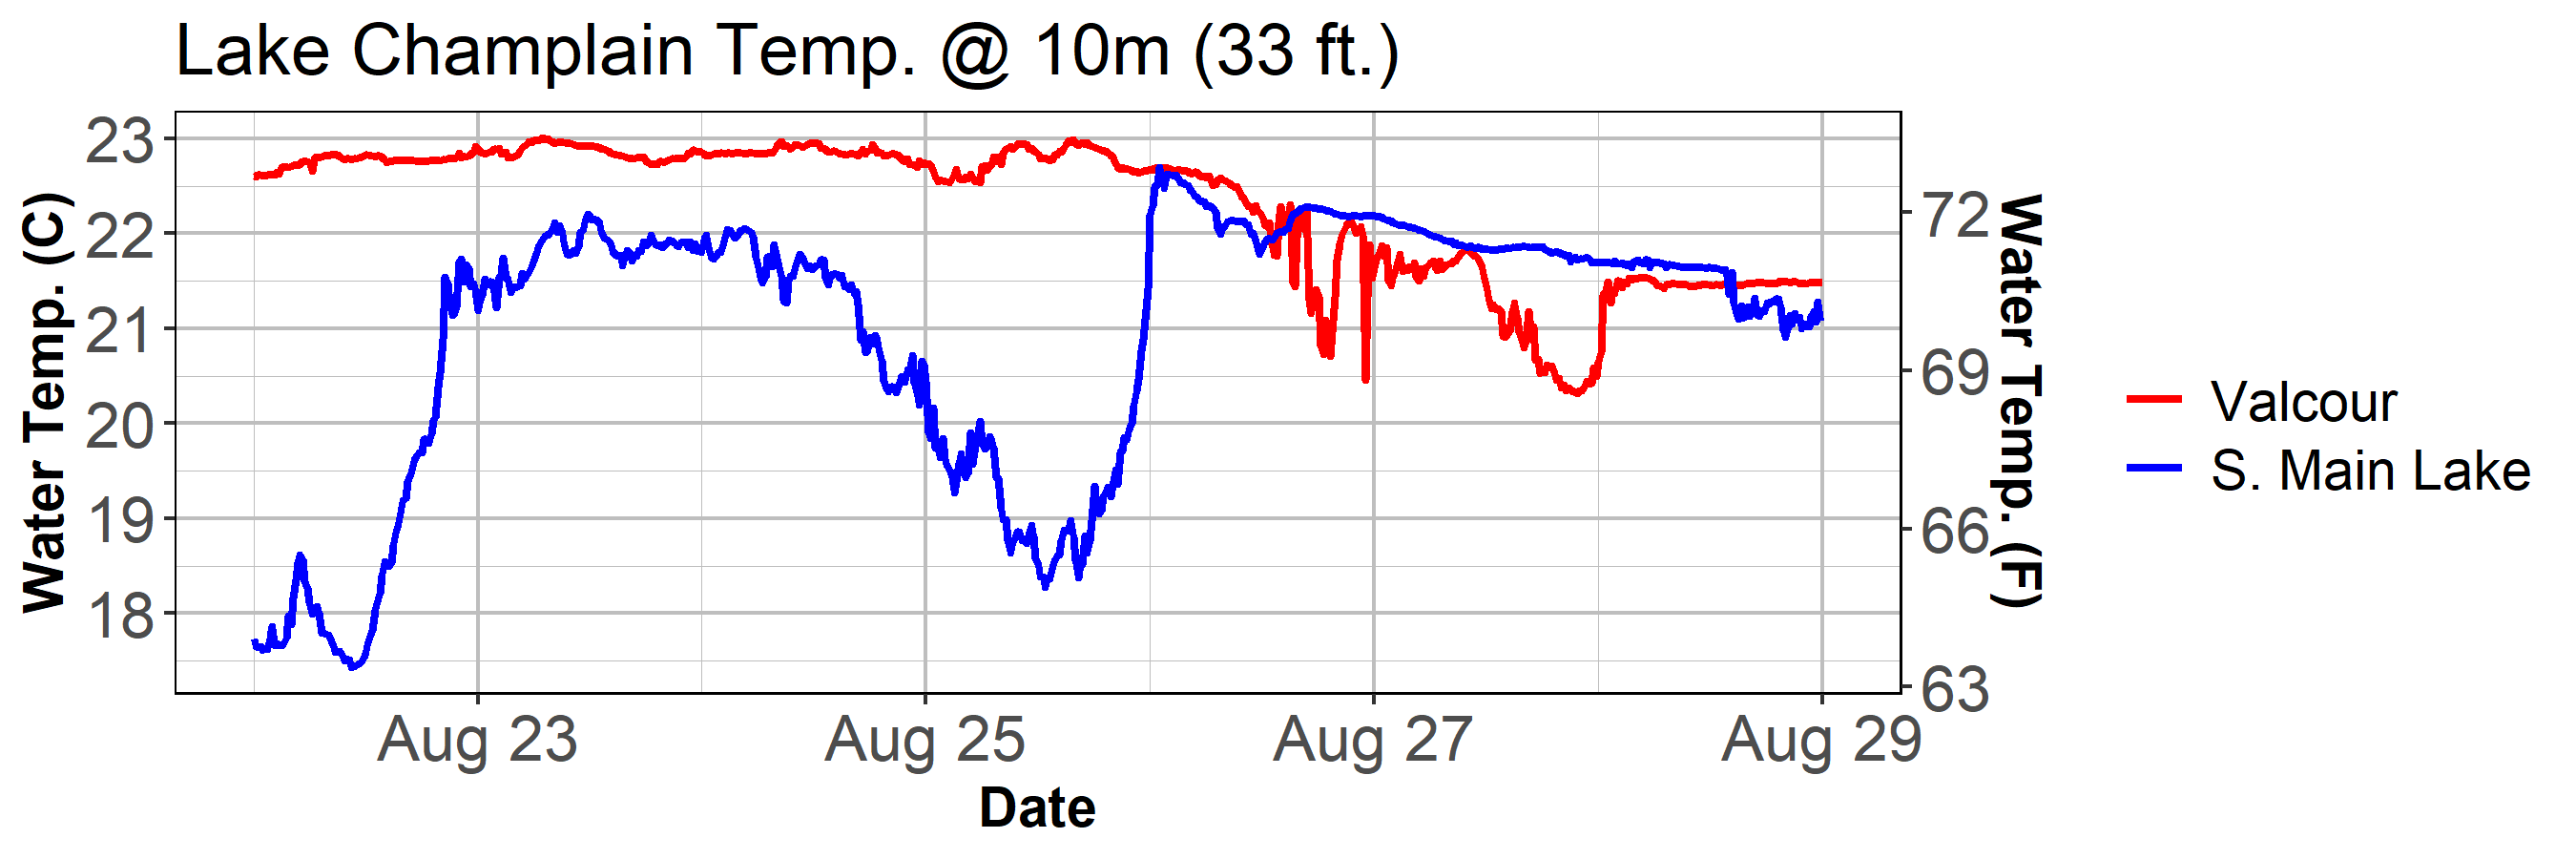 Lake Champlain Temp. @ 10m (33 ft.)
Water Temp. (C)
23
22
21
20
19
18
72
69
66
63
Water Temp. (F)
Aug 23
Aug 25
Aug 27
Aug 29
Date
Valcour
S. Main Lake